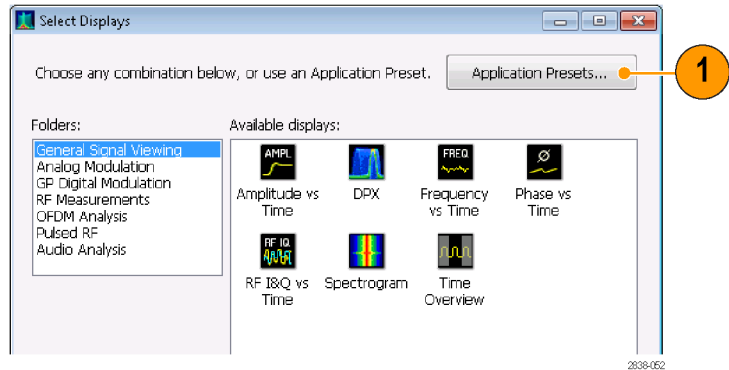 Select Displays
Choose any combination below, or use an Application Preset.
Application Presets...
1
Folders:
Available displays:
General Signal Viewing
Analog Modulation
GP Digital Modulation
RF Measurements
OFDM Analysis
Pulsed RF
Audio Analysis
AMPL
FREQ
Ø
Amplitude vs
Time
DPX
Frequency
vs Time
Phase vs
Time
RF IQ
RF I&Q vs
Time
Spectrogram
Time
Overview
2838-052